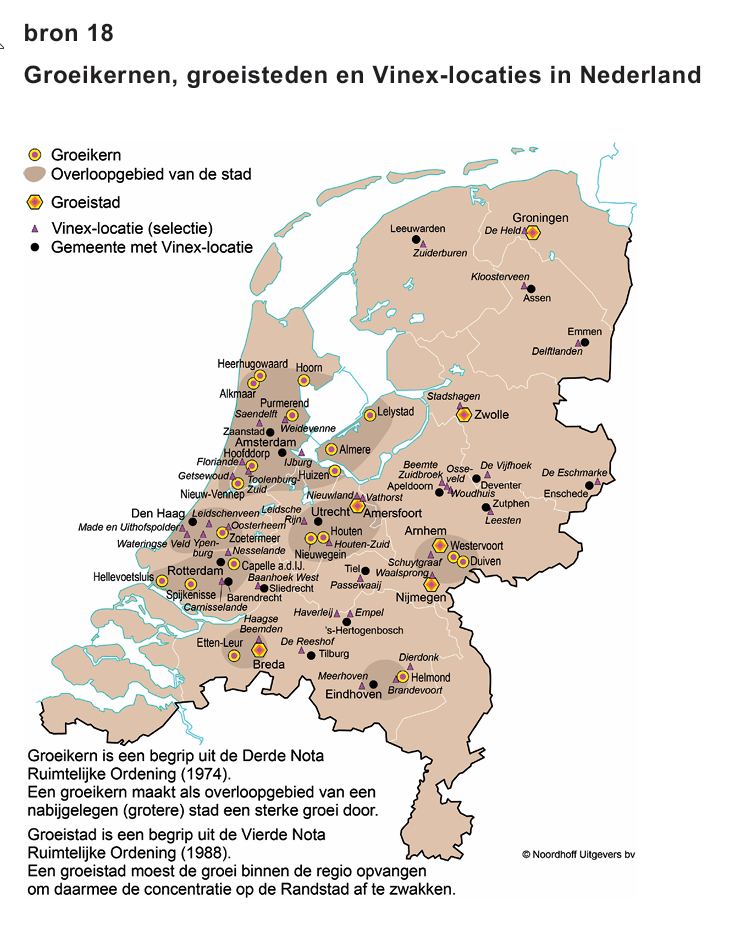 bron 18
Groeikernen, groeisteden en Vinex-locaties in Nederland
Groeikern
Overloopgebied van de stad
Groeistad
Vinex-locatie (selectie)
Gemeente met Vinex-locatie
Groningen
De Held
Leeuwarden
Zuiderburen
Kloosterveen
Assen
Emmen
Delftlanden
Heerhugowaard
Hoorn
Alkmaar
Stadshagen
Zwolle
Purmerend
Saendelft
Weidevenne
Lelystad
Zaanstad
Amsterdam
Hoofddorp
Almere
Floriande
IJburg
Getsewoud
Toolenburg-
Zuid
Huizen
Nieuw-Vennep
Beemte
Zuidbroek
Osse-
veld
De Vijfhoek
De Eschmarke
Apeldoorn
Woudhuis
Deventer
Enschede
Nieuwland
Vathorst
Zutphen
Leesten
Den Haag
Leidschenveen
Leidsche
Rijn
Utrecht
Amersfoort
Made en Uithofspolder
Oosterheem
Zoetermeer
Houten
Arnhem
Wateringse Veld
Ypen-
burg
Houten-Zuid
Nieuwegein
Westervoort
Nesselande
Schuytgraaf
Duiven
Hellevoetsluis
Rotterdam
Capelle a.d.IJ.
Tiel
Waalsprong
Baanhoek West
Sliedrecht
Passewaaij
Spijkenisse
Barendrecht
Nijmegen
Carnisselande
Haverleij
Empel
's-Hertogenbosch
Haagse
Beemden
Etten-Leur
De Reeshof
Breda
Tilburg
Dierdonk
Meerhoven
Helmond
Eindhoven
Brandevoort
Groeikern is een begrip uit de Derde Nota
Ruimtelijke Ordening (1974).
Een groeikern maakt als overloopgebied van een
nabijgelegen (grotere) stad een sterke groei door.
Groeistad is een begrip uit de Vierde Nota
Ruimtelijke Ordening (1988).
Een groeistad moest de groei binnen de regio opvangen
om daarmee de concentratie op de Randstad af te zwakken.
© Noordhoff Uitgevers bv